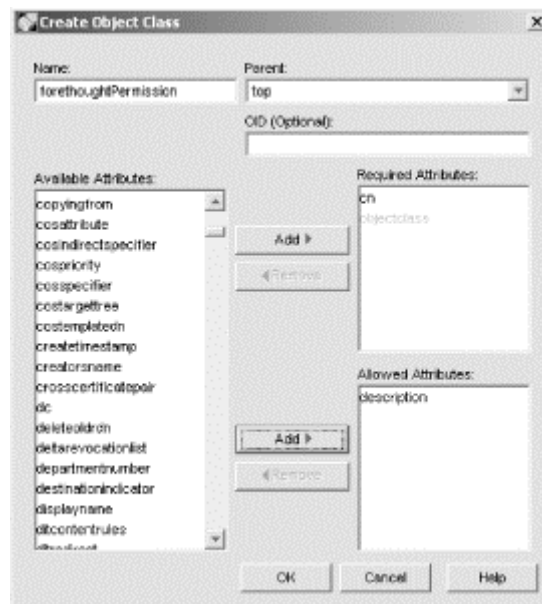 Create Object Class
Name:
Parent:
forethoughtPermission
top
OID (Optional):
Available Attributes:
Required Attributes:
copyingfrom
cosattribute
cosindirectspecifier
cospriority
cosspecifier
costargettree
costemplatedn
createtimestamp
creatorsname
crosscertificatepair
dc
deleteoldrdn
deltarevocationlist
departmentnumber
destinationindicator
displayname
ditcontentrules
Add
Remove
cn
objectclass
Allowed Attributes:
description
Add
Remove
OK
Cancel
Help